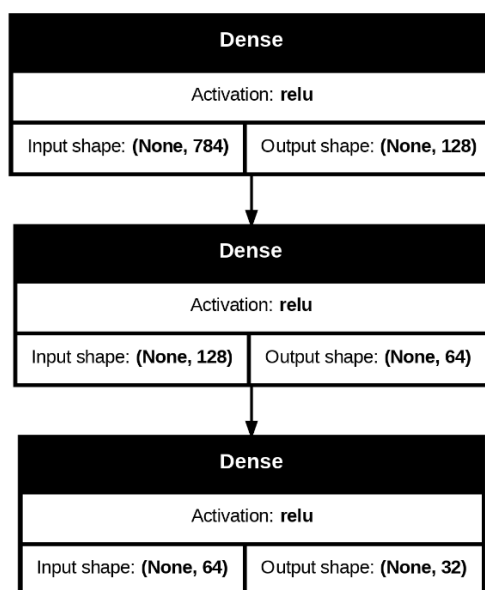 Dense
Activation: relu
Input shape: (None, 784) Output shape: (None, 128)
Dense
Activation: relu
Input shape: (None, 128) Output shape: (None, 64)
Dense
Activation: relu
Input shape: (None, 64) Output shape: (None, 32)